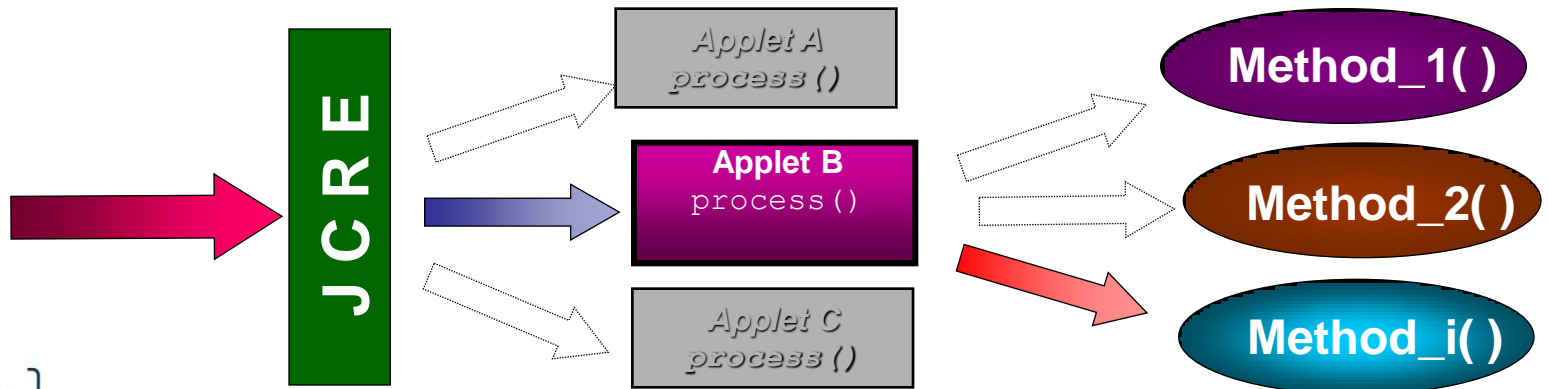 J C R E
Applet A
process()
Applet B
process()
Applet C
process()
Method_1( )
Method_2( )
Method_i( )